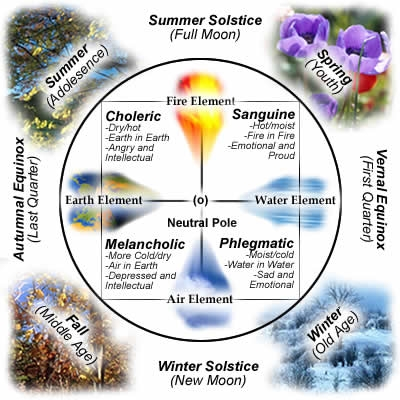 Summer Solstice
(Full Moon)
Summer
(Adolesence)
Spring
(Youth)
Fire Element
Choleric
-Dry/hot
-Earth in Earth
-Angry and
Intellectual
Sanguine
-Hot/moist
-Fire in Fire
-Emotional and
Proud
Autumnal Equinox
(Last Quarter)
Vernal Equinox
(First Quarter)
Earth Element
(o)
Water Element
Neutral Pole
Melancholic
-More Cold/dry
-Air in Earth
-Depressed and
Intellectual
Phlegmatic
-Moist/cold
-Water in Water
-Sad and
Emotional
Air Element
Fall
(Middle Age)
Winter
(Old Age)
Winter Solstice
(New Moon)